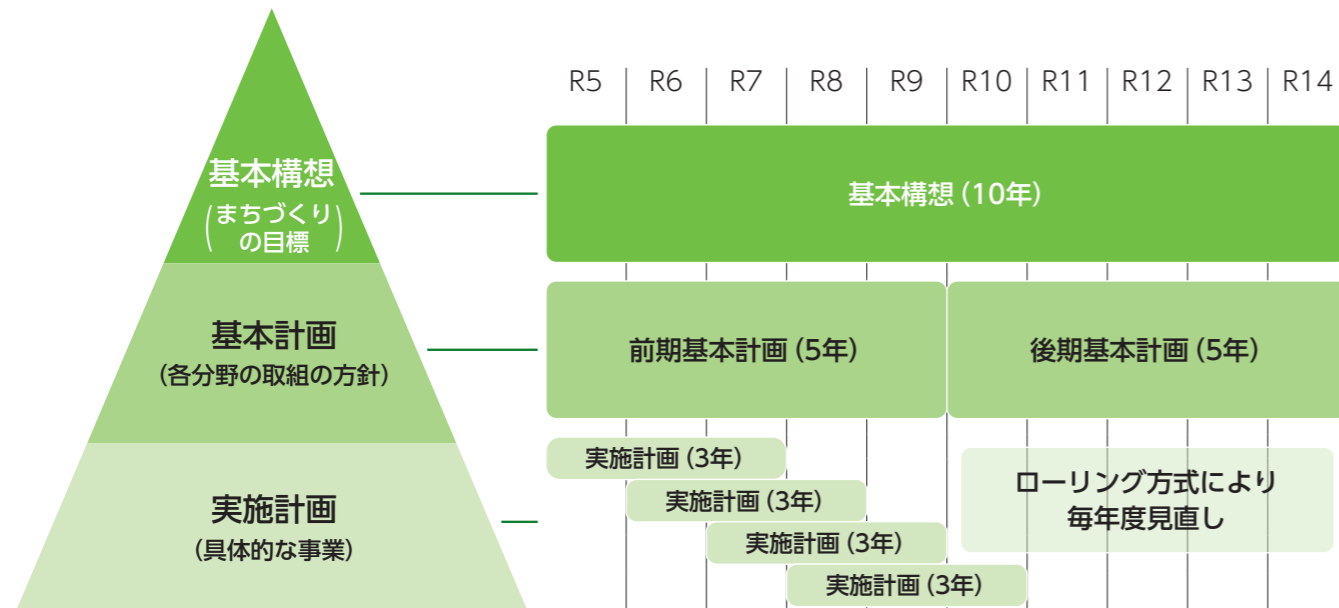 R5 R6 R7 R8 R9 R10 R11 R12 R13 R14
基本構想
(まちづくり
の目標)
基本構想(10年)
基本計画
(各分野の取組の方針)
前期基本計画(5年)
後期基本計画(5年)
実施計画
(具体的な事業)
実施計画(3年)
実施計画(3年)
実施計画(3年)
実施計画(3年)
ローリング方式により
毎年度見直し